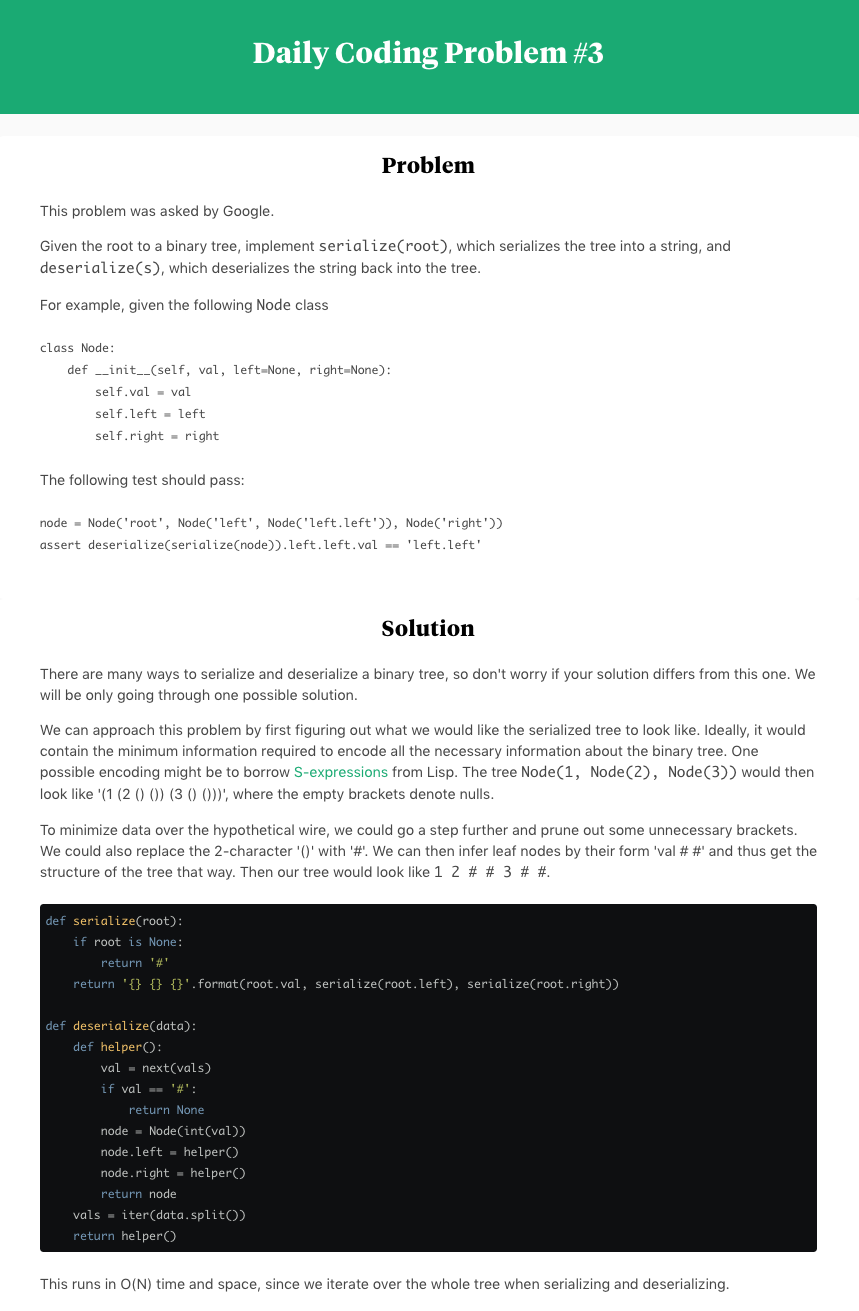 Daily Coding Problem #3
Problem
This problem was asked by Google.
Given the root to a binary tree, implement serialize(root), which serializes the tree into a string, and
deserialize(s), which deserializes the string back into the tree.
For example, given the following Node class
class Node:
    def __init__(self, val, left=None, right=None):
        self.val = val
        self.left = left
        self.right = right
The following test should pass:
node = Node('root', Node('left', Node('left.left')), Node('right'))
assert deserialize(serialize(node)).left.left.val == 'left.left'
Solution
There are many ways to serialize and deserialize a binary tree, so don't worry if your solution differs from this one. We
will be only going through one possible solution.
We can approach this problem by first figuring out what we would like the serialized tree to look like. Ideally, it would
contain the minimum information required to encode all the necessary information about the binary tree. One
possible encoding might be to borrow S-expressions from Lisp. The tree Node(1, Node(2), Node(3)) would then
look like '(1 (2 () ()) (3 () ()))', where the empty brackets denote nulls.
To minimize data over the hypothetical wire, we could go a step further and prune out some unnecessary brackets.
We could also replace the 2-character '()' with '#'. We can then infer leaf nodes by their form 'val # #' and thus get the
structure of the tree that way. Then our tree would look like 1 2 # # 3 # #.
def serialize(root):
    if root is None:
        return '#'
    return '{} {} {}'.format(root.val, serialize(root.left), serialize(root.right))
def deserialize(data):
    def helper():
        val = next(vals)
        if val == '#':
            return None
        node = Node(int(val))
        node.left = helper()
        node.right = helper()
        return node
    vals = iter(data.split())
    return helper()
This runs in O(N) time and space, since we iterate over the whole tree when serializing and deserializing.